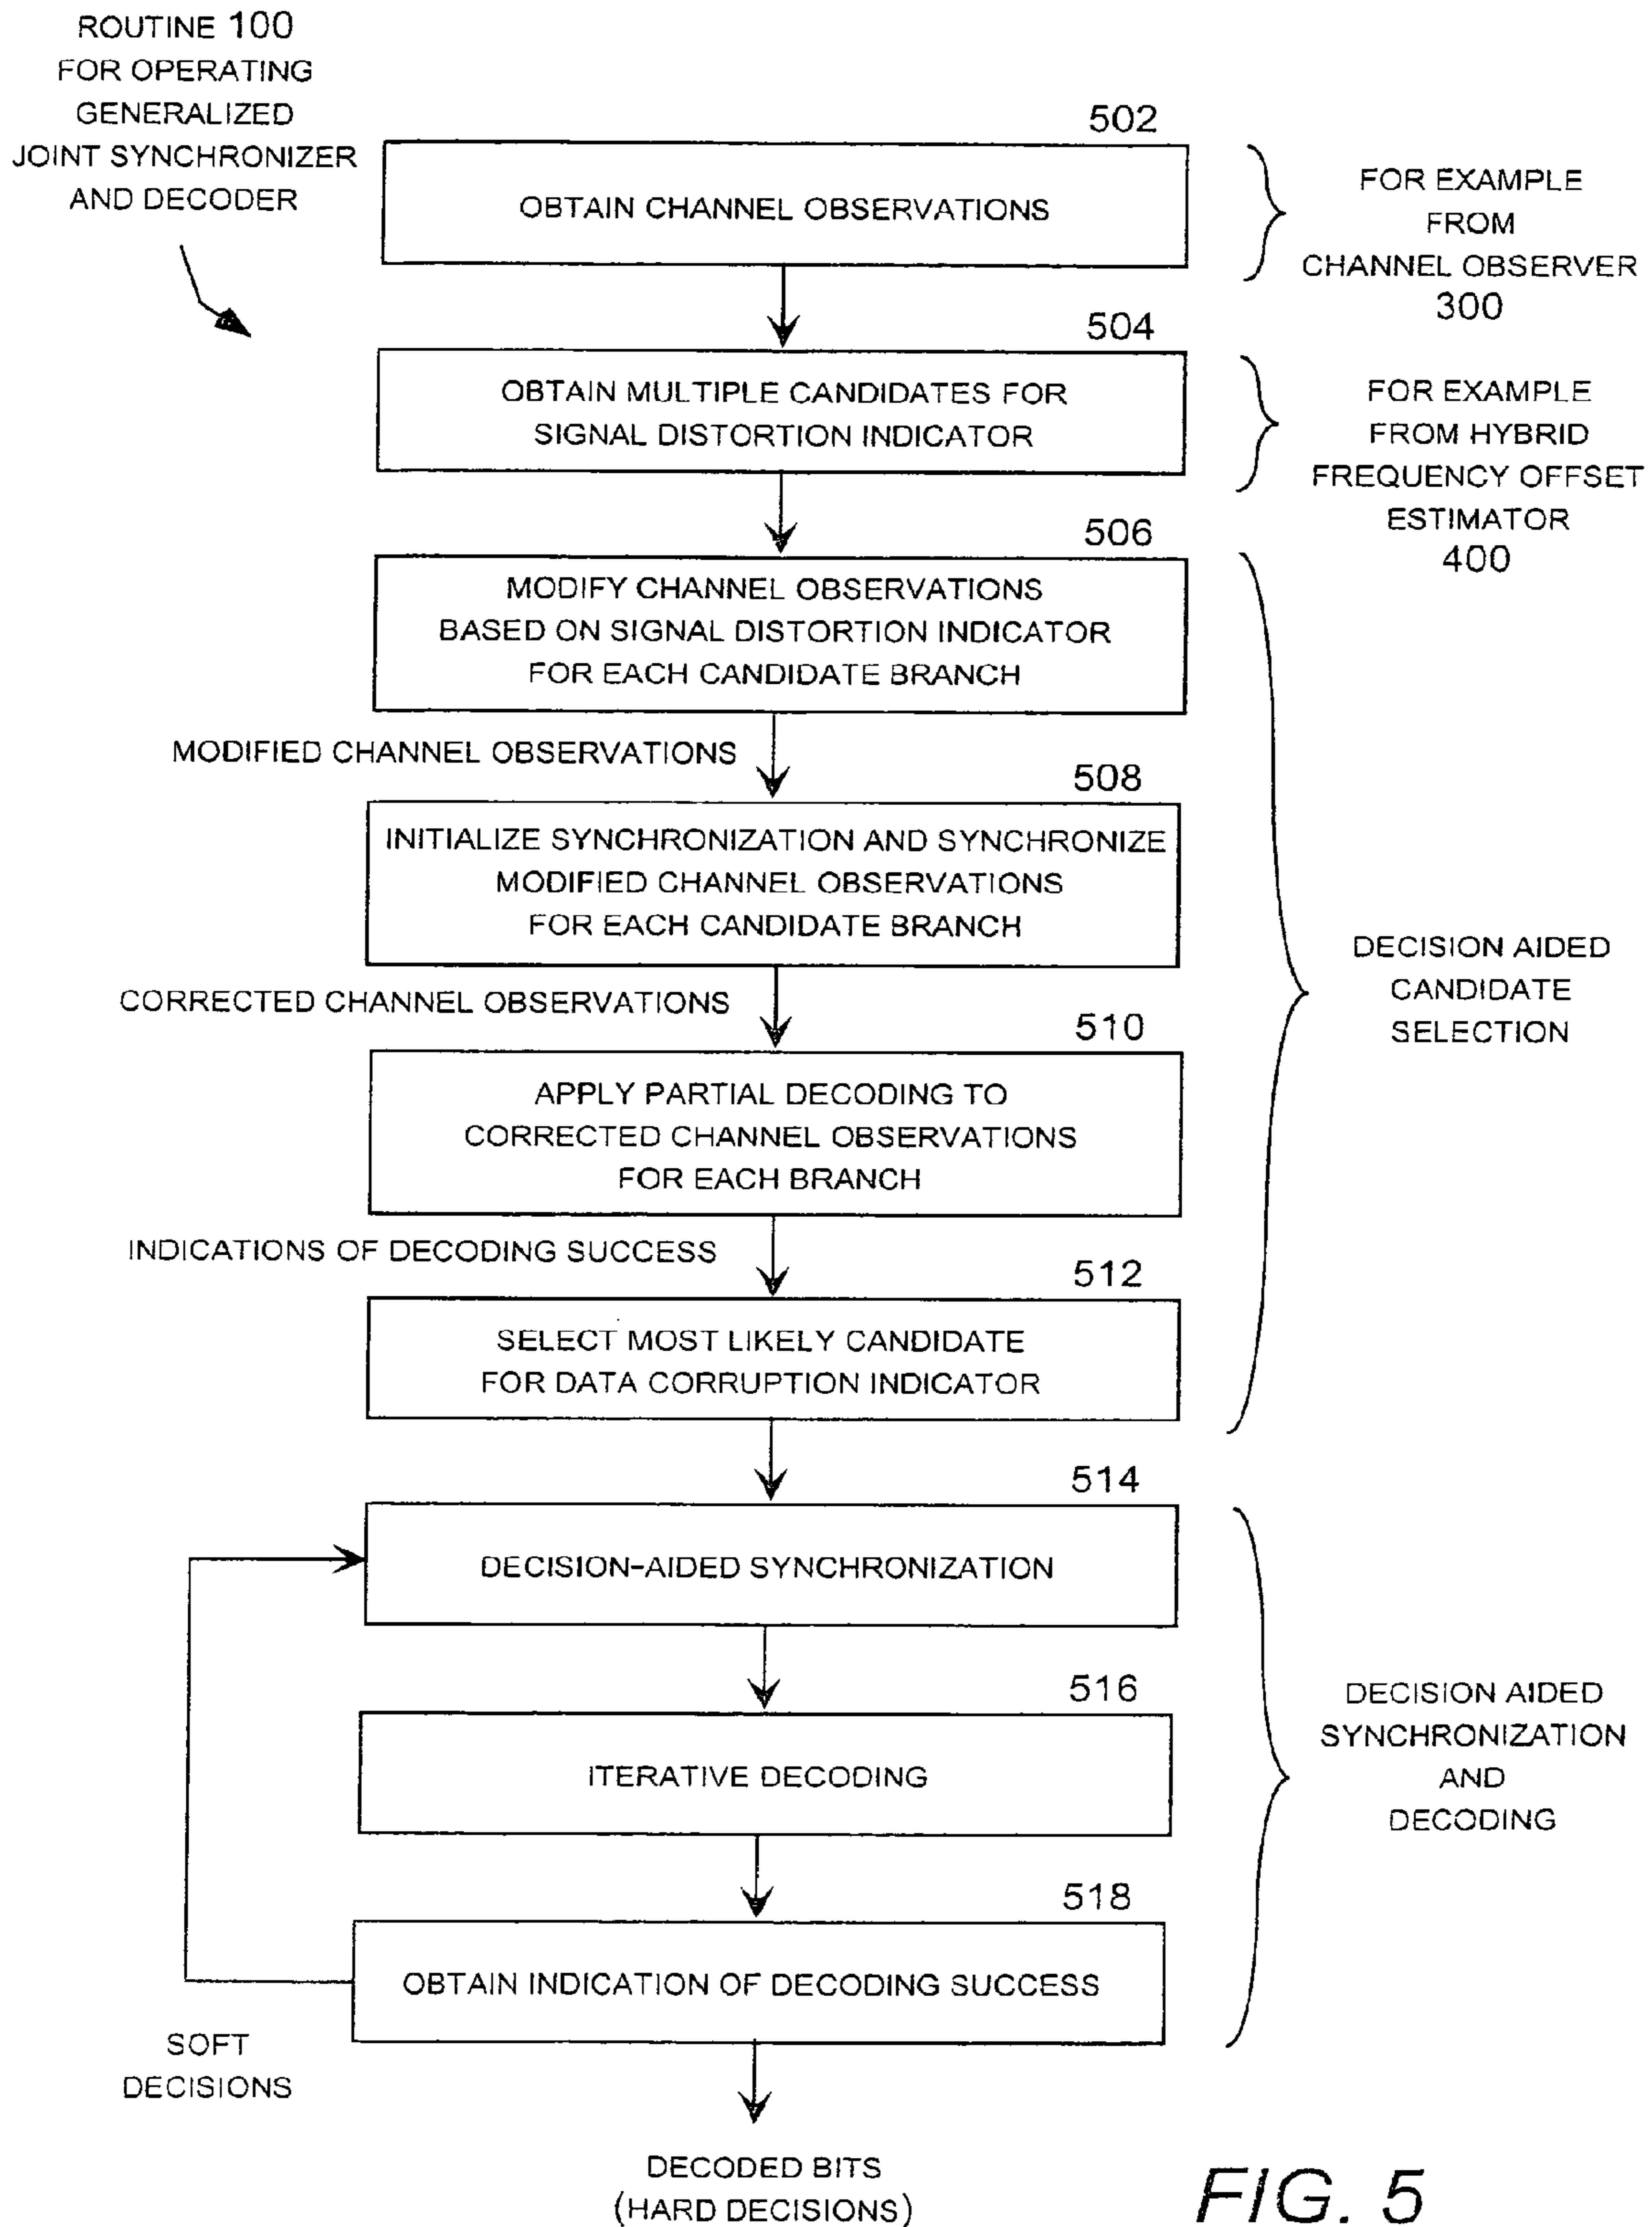 ROUTINE 100
FOR OPERATING
GENERALIZED
JOINT SYNCHRONIZER
AND DECODER
502
OBTAIN CHANNEL OBSERVATIONS
FOR EXAMPLE
FROM
CHANNEL OBSERVER
300
504
OBTAIN MULTIPLE CANDIDATES FOR
SIGNAL DISTORTION INDICATOR
FOR EXAMPLE
FROM HYBRID
FREQUENCY OFFSET
ESTIMATOR
400
506
MODIFY CHANNEL OBSERVATIONS
BASED ON SIGNAL DISTORTION INDICATOR
FOR EACH CANDIDATE BRANCH
MODIFIED CHANNEL OBSERVATIONS
508
INITIALIZE SYNCHRONIZATION AND SYNCHRONIZE
MODIFIED CHANNEL OBSERVATIONS
FOR EACH CANDIDATE BRANCH
DECISION AIDED
CANDIDATE
SELECTION
CORRECTED CHANNEL OBSERVATIONS
510
APPLY PARTIAL DECODING TO
CORRECTED CHANNEL OBSERVATIONS
FOR EACH BRANCH
INDICATIONS OF DECODING SUCCESS
512
SELECT MOST LIKELY CANDIDATE
FOR DATA CORRUPTION INDICATOR
514
DECISION-AIDED SYNCHRONIZATION
516
ITERATIVE DECODING
DECISION AIDED
SYNCHRONIZATION
AND
DECODING
518
OBTAIN INDICATION OF DECODING SUCCESS
SOFT
DECISIONS
DECODED BITS
(HARD DECISIONS)
FIG. 5